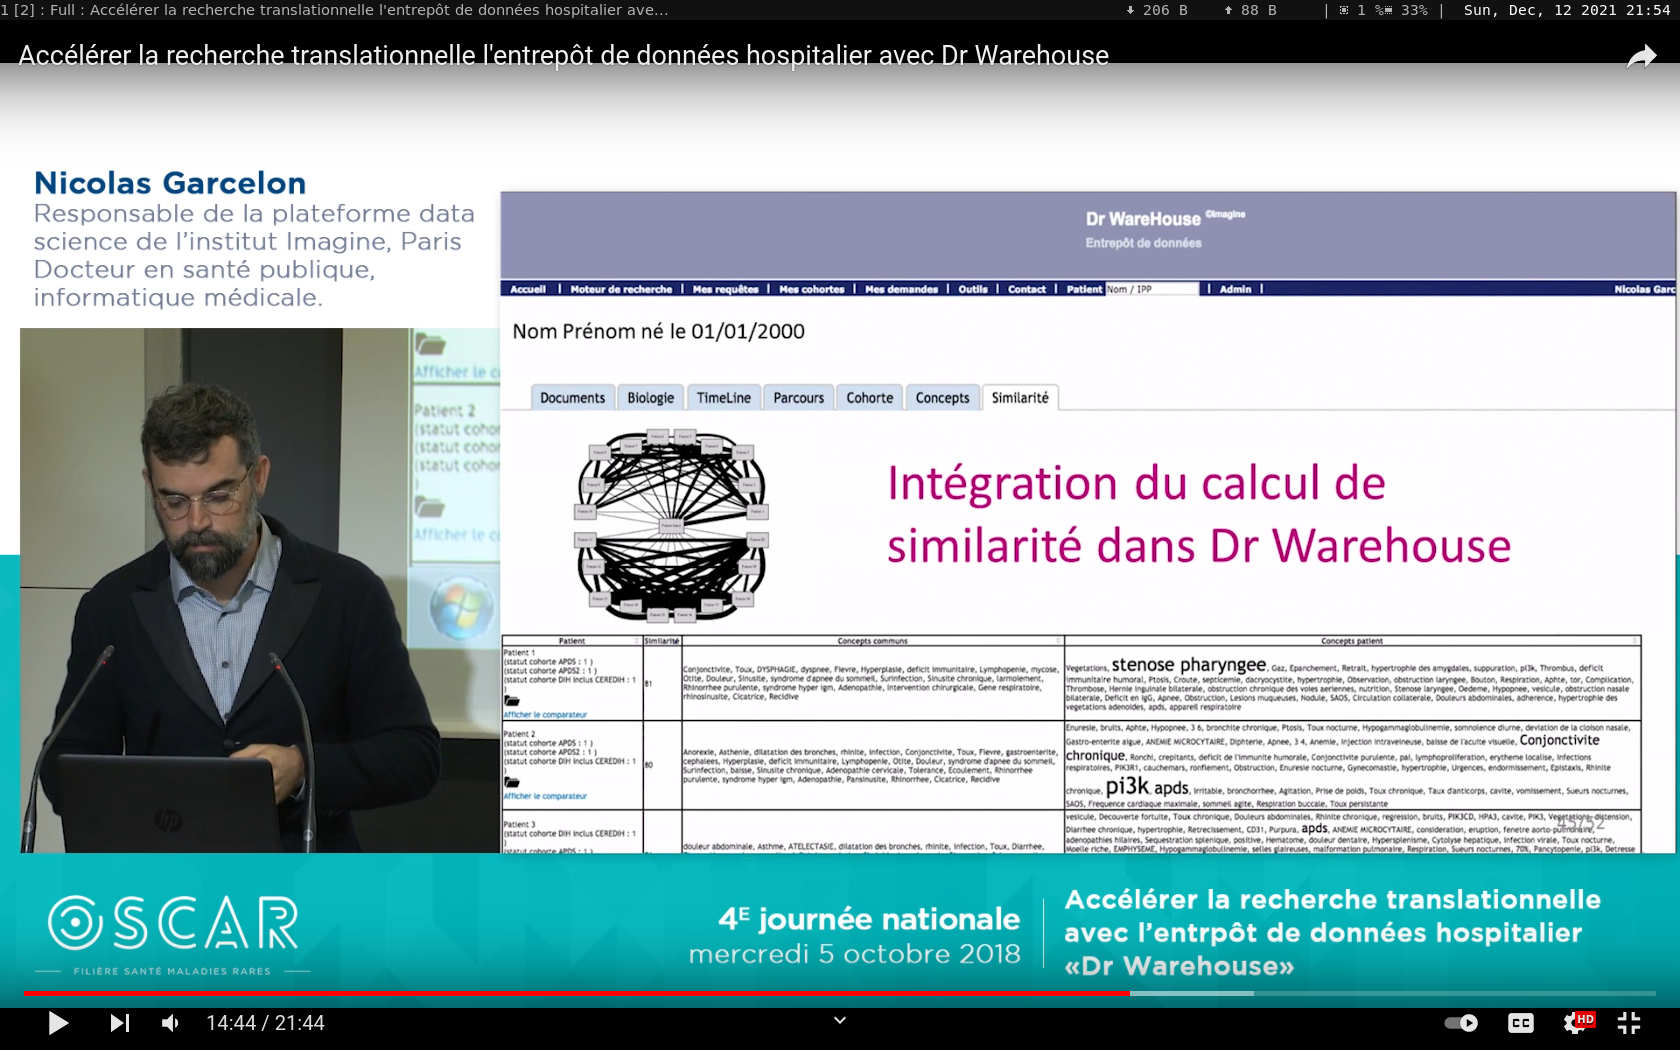 1 [2] : Full : Accélérer la recherche translationnelle l'entrepôt de données hospitalier ave…
206 B 88 B | 1 % 33% | Sun, Dec, 12 2021 21:54
Accélérer la recherche translationnelle l'entrepôt de données hospitalier avec Dr Warehouse
Nicolas Garcelon
Responsable de la plateforme data
science de l'institut Imagine, Paris
Docteur en santé publique,
informatique médicale.
Afficher le c
Patient 2
(statut cohor
(statut cohor
(statut cohor
)
Afficher le c
hp
Dr WareHouse ©Imagine
Entrepôt de données
Accueil | Moteur de recherche | Mes requêtes | Mes cohortes | Mes demandes | Outils | Contact | Patient Nom / IPP | Admin | Nicolas Garc
Nom Prénom né le 01/01/2000
Documents Biologie TimeLine Parcours Cohorte Concepts Similarité
Intégration du calcul de
similarité dans Dr Warehouse
Patient Similarité Concepts communs Concepts patient
Patient 1
(statut cohorte APDS : 1 )
(statut cohorte APDS2 : 1 )
(statut cohorte DIH Inclus CEREDIH : 1
)
Afficher le comparateur
81
Conjonctivite, Toux, DYSPHAGIE, dyspnee, Fievre, Hyperplasie, deficit immunitaire, Lymphopenie, mycose,
Otite, Douleur, Sinusite, syndrome d'apnee du sommeil, Surinfection, Sinusite chronique, larmoiement,
Rhinorrhee purulente, syndrome hyper igm, Adenopathie, Intervention chirurgicale, Gene respiratoire,
rhinosinusite, Cicatrice, Recidive
Vegetations, stenose pharyngee, Gaz, Epanchement, Retrait, hypertrophie des amygdales, suppuration, pi3k, Thrombus, deficit
immunitaire humoral, Ptosis, Croute, septicemie, dacryocystite, hypertrophie, Observation, obstruction laryngee, Bouton, Respiration, Aphte, tor, Complication,
Thrombose, Hernie inguinale bilaterale, obstruction chronique des voies aeriennes, nutrition, Stenose laryngee, Oedeme, Hypopnee, vesicule, obstruction nasale
bilaterale, Deficit en IgG, Apnee, Obstruction, Lesions muqueuses, Nodule, SAOS, Circulation collaterale, Douleurs abdominales, adherence, hypertrophie des
vegetations adenoides, apds, appareil respiratoire
Patient 2
(statut cohorte APDS : 1 )
(statut cohorte APDS2 : 1 )
(statut cohorte DIH Inclus CEREDIH : 1
)
Afficher le comparateur
80
Anorexie, Asthenie, dilatation des bronches, rhinite, infection, Conjonctivite, Toux, Fievre, gastroenterite,
cephalees, Hyperplasie, deficit immunitaire, Lymphopenie, Otite, Douleur, syndrome d'apnee du sommeil,
Surinfection, baisse, Sinusite chronique, Adenopathie cervicale, Tolerance, Ecoulement, Rhinorrhee
purulente, syndrome hyper igm, Adenopathie, Pansinusite, Rhinorrhee, Cicatrice, Recidive
Enuresie, bruits, Aphte, Hypopnee, 3 6, bronchite chronique, Ptosis, Toux nocturne, Hypogammaglobulinemie, somnolence diurne, deviation de la cloison nasale,
Gastro-enterite aigue, ANEMIE MICROCYTAIRE, Diphterie, Apnee, 3 4, Anemie, Injection intraveineuse, baisse de l'acuite visuelle, Conjonctivite
chronique, Ronchi, crepitants, deficit de l'immunite humorale, Conjonctivite purulente, pal, lymphoproliferation, erytheme localise, Infections
respiratoires, PIK3R1, cauchemars, ronflement, Obstruction, Enuresie nocturne, Gynecomastie, hypertrophie, Urgences, endormissement, Epistaxis, Rhinite
chronique, pi3k, apds, Irritable, bronchorrhee, Agitation, Prise de poids, Toux chronique, Taux d'anticorps, cavite, vomissement, Sueurs nocturnes,
SAOS, Frequence cardiaque maximale, sommeil agite, Respiration buccale, Toux persistante
Patient 3
(statut cohorte DIH Inclus CEREDIH : 1
)
(statut cohorte APDS : 1 )
douleur abdominale, Asthme, ATELECTASIE, dilatation des bronches, rhinite, infection, Toux, Diarrhee,
vesicule, Decouverte fortuite, Toux chronique, Douleurs abdominales, Rhinite chronique, regression, bruits, PIK3CD, HPA3, cavite, PIK3, Vegetations, distension,
Diarrhee chronique, hypertrophie, Retrecissement, CD31, Purpura, apds, ANEMIE MICROCYTAIRE, consideration, eruption, fenetre aorto-pulmonaire,
adenopathies hilaires, Sequestration splenique, positive, Hematome, douleur dentaire, Hypersplenisme, Cytolyse hepatique, Infection virale, Toux nocturne,
Moelle riche, EMPHYSEME, Hypogammaglobulinemie, selles glaireuses, malformation pulmonaire, Respiration, Sueurs nocturnes, 70%, Pancytopenie, pi3k, Detresse
45/52
OSCAR
FILIÈRE SANTÉ MALADIES RARES
4E journée nationale
mercredi 5 octobre 2018
Accélérer la recherche translationnelle
avec l'entrpôt de données hospitalier
«Dr Warehouse»
14:44 / 21:44
CC HD